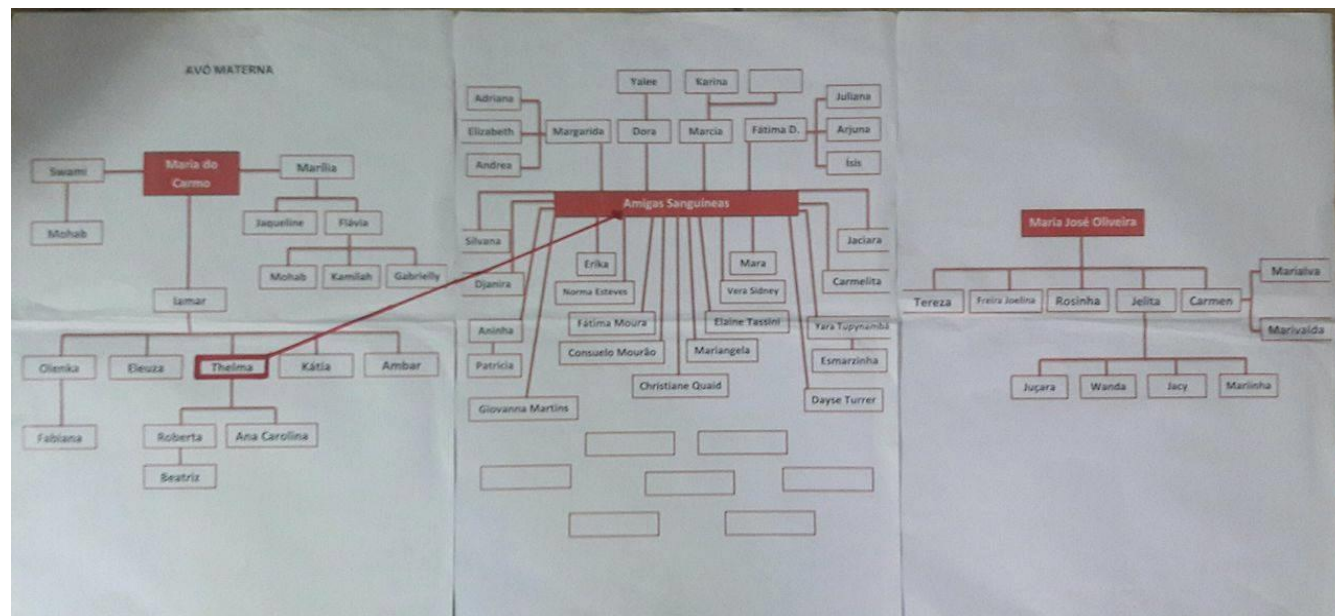 AVÓ MATERNA
Swami
Maria do
Carmo
Marília
Mohab
Jaqueline
Flávia
Mohab
Kamilah
Gabrielly
Iamar
Olenka
Eleuza
Thelma
Kátia
Ambar
Fabiana
Roberta
Ana Carolina
Beatriz
Yalee
Karina
Adriana
Juliana
Elizabeth
Margarida
Dora
Marcia
Fátima D.
Arjuna
Andrea
Ísis
Amigas Sanguíneas
Silvana
Jaciara
Erika
Mara
Djanira
Carmelita
Norma Esteves
Vera Sidney
Aninha
Fátima Moura
Elaine Tassini
Yara Tupynambá
Patricia
Consuelo Mourão
Mariangela
Esmarzinha
Christiane Quaid
Giovanna Martins
Dayse Turrer
Maria José Oliveira
Marialva
Tereza
Freira Joelina
Rosinha
Jelita
Carmen
Marivalda
Juçara
Wanda
Jacy
Mariinha